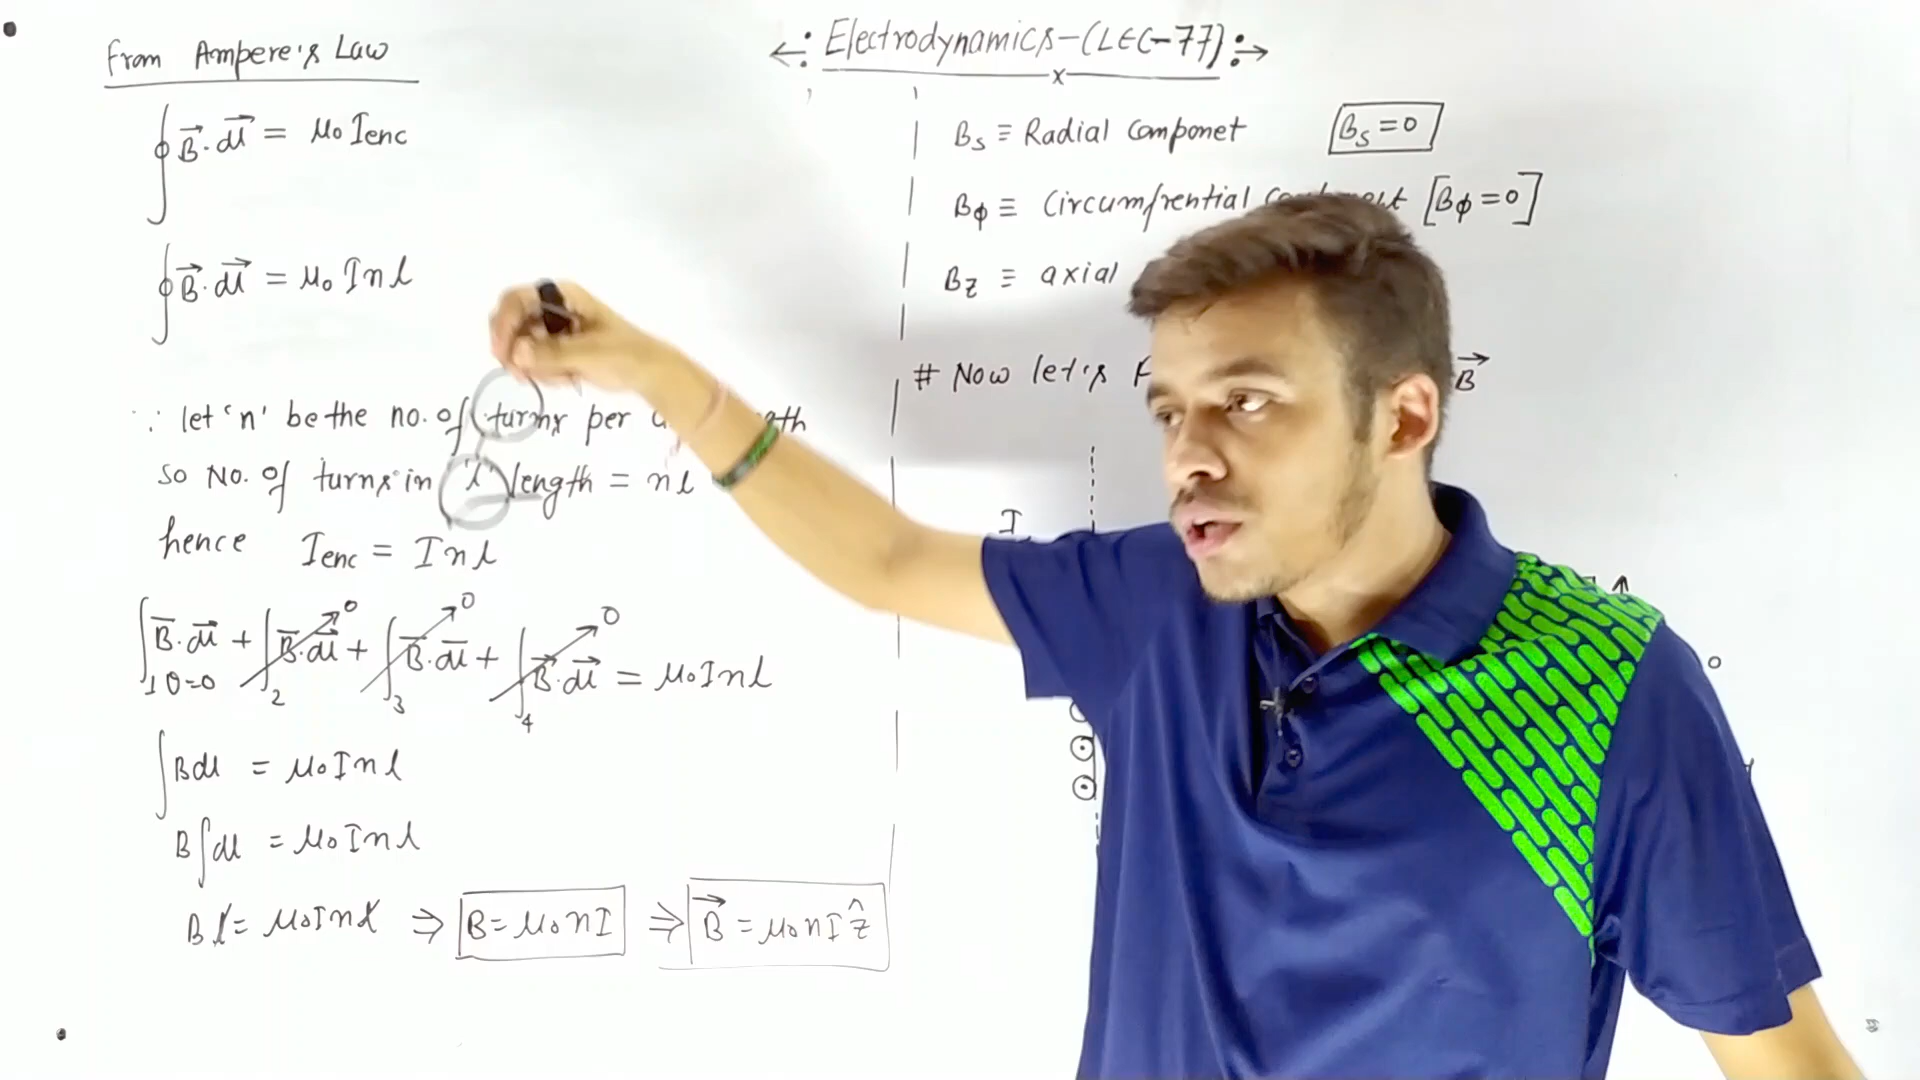 ←: Electrodynamics-(LEC-77):→
x
From Ampere's Law
∮B⃗.dl⃗ = μ₀ Ienc
∮B⃗.dl⃗ = μ₀ Inl
∵ let 'n' be the no. of turns per
so No. of turns in 'l' length = nl
hence Ienc = Inl
∫₁ B⃗.dl⃗ + ∫₂ B⃗.dl⃗ + ∫₃ B⃗.dl⃗ + ∫₄ B⃗.dl⃗ = μ₀Inl
θ=0 0 0 0
∫Bdl = μ₀Inl
B∫dl = μ₀Inl
Bl = μ₀Inl ⇒ B = μ₀nI ⇒ B⃗ = μ₀nI ẑ
Bs ≡ Radial Componet Bs = 0
Bϕ ≡ Circumfrential [Bϕ = 0]
Bz ≡ axial
# Now let's B⃗
I